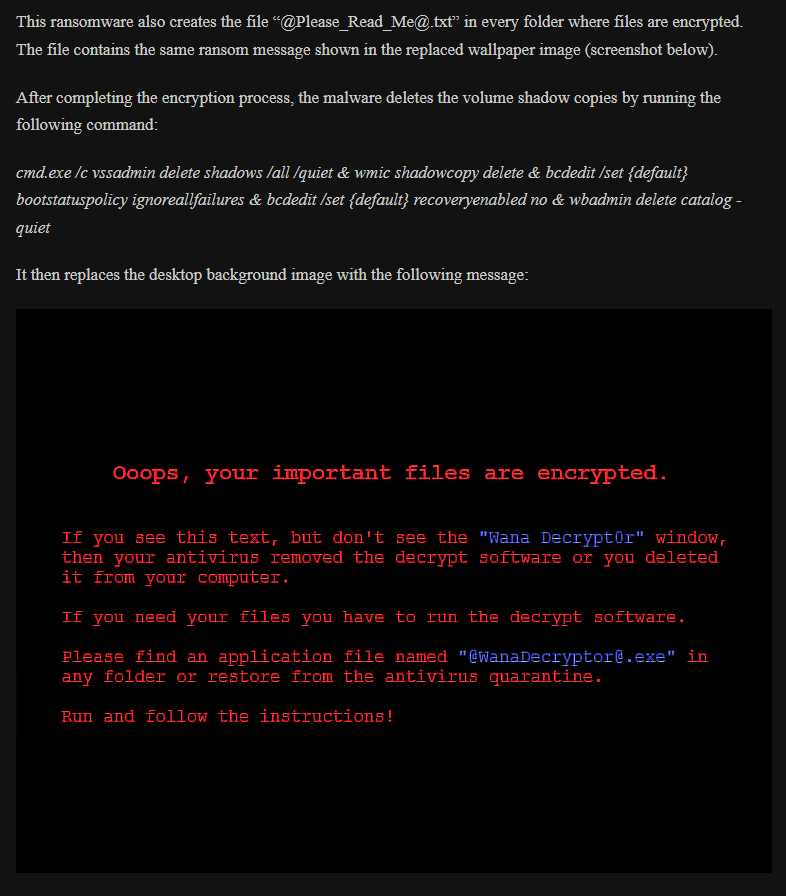 This ransomware also creates the file “@Please_Read_Me@.txt” in every folder where files are encrypted.
The file contains the same ransom message shown in the replaced wallpaper image (screenshot below).
After completing the encryption process, the malware deletes the volume shadow copies by running the
following command:
cmd.exe /c vssadmin delete shadows /all /quiet & wmic shadowcopy delete & bcdedit /set {default}
bootstatuspolicy ignoreallfailures & bcdedit /set {default} recoveryenabled no & wbadmin delete catalog -
quiet
It then replaces the desktop background image with the following message:
Ooops, your important files are encrypted.
If you see this text, but don't see the "Wana Decrypt0r" window,
then your antivirus removed the decrypt software or you deleted
it from your computer.
If you need your files you have to run the decrypt software.
Please find an application file named "@WanaDecryptor@.exe" in
any folder or restore from the antivirus quarantine.
Run and follow the instructions!